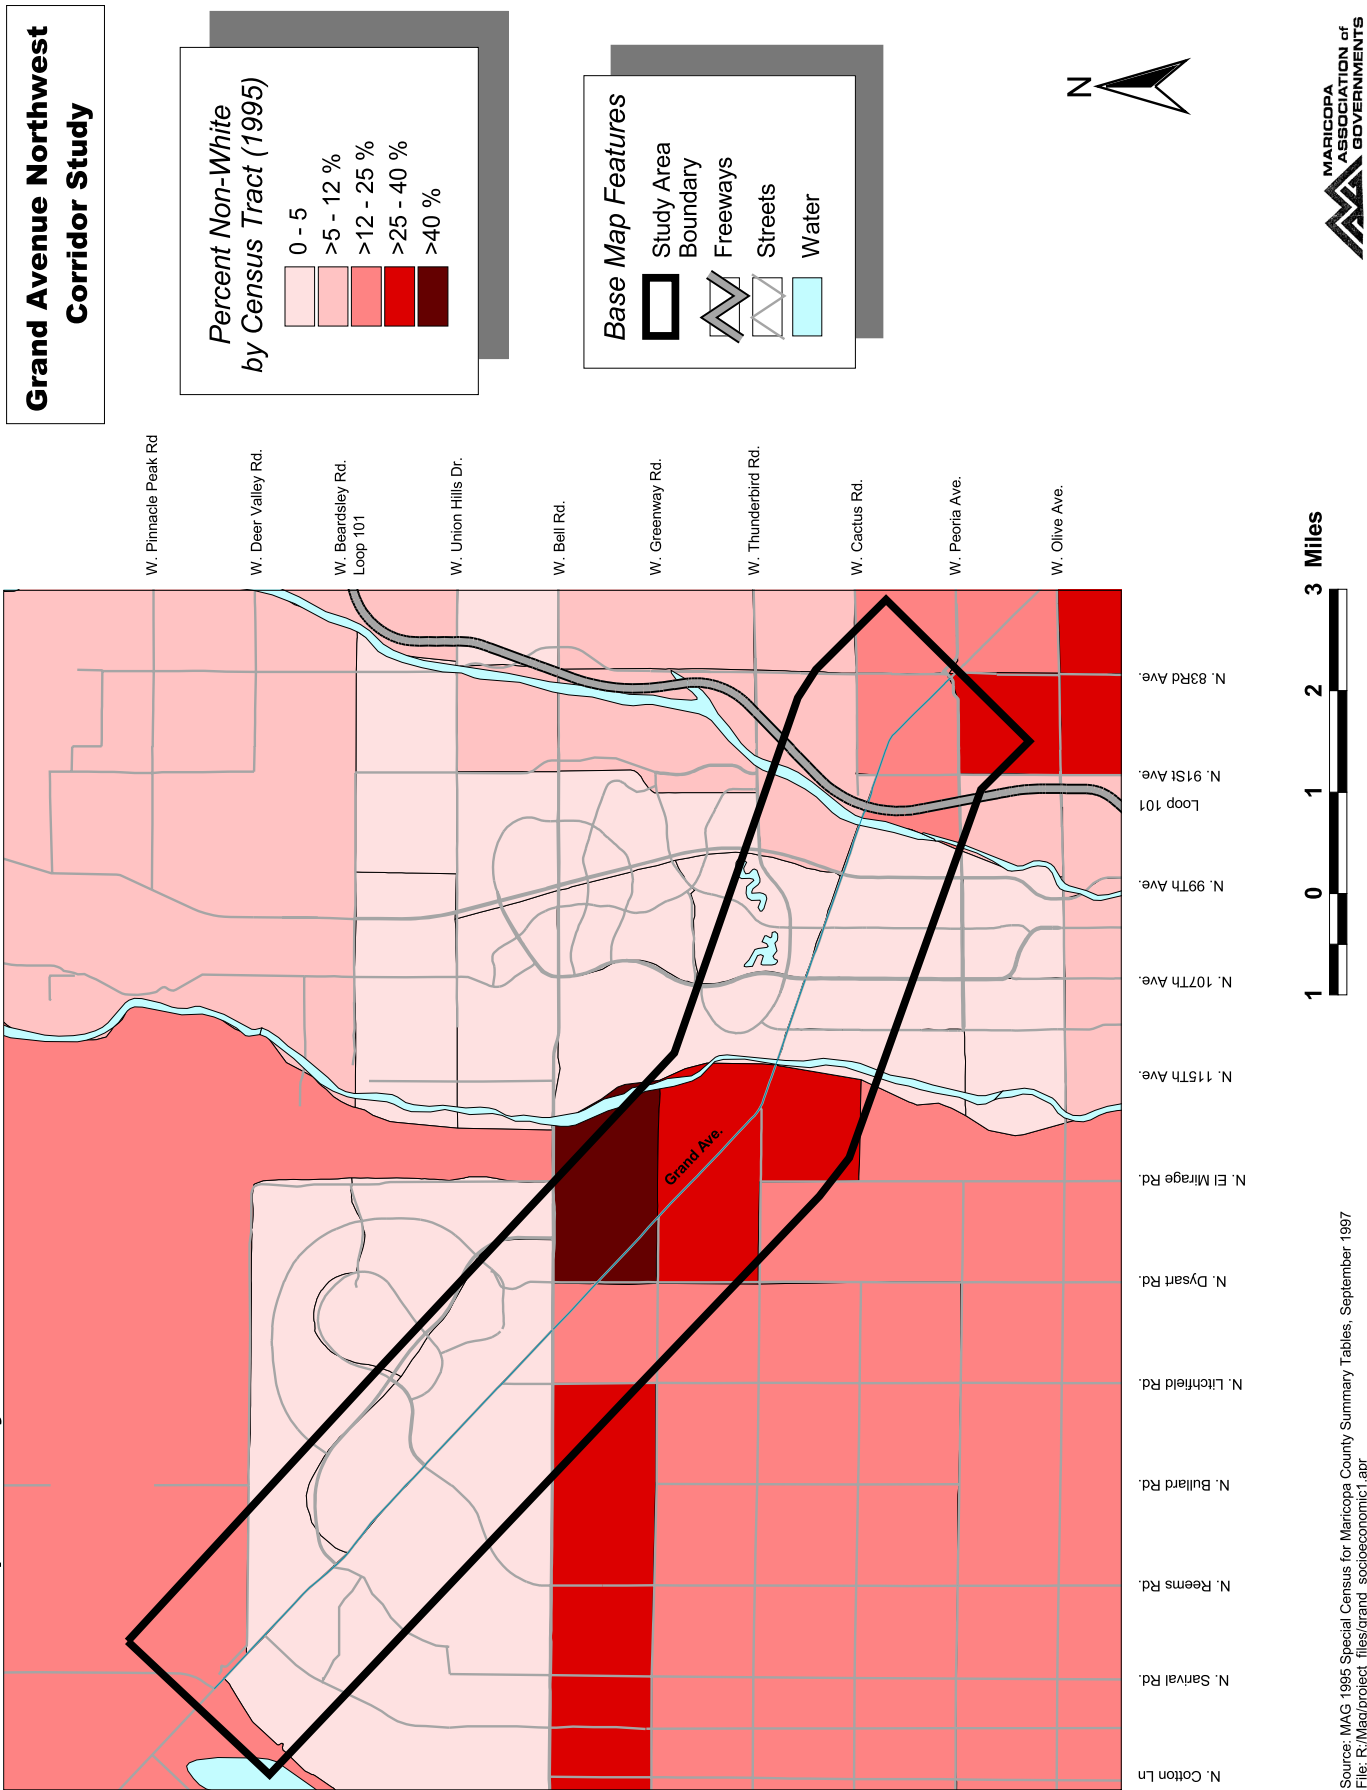 Grand Avenue Northwest
Corridor Study
Percent Non-White
by Census Tract (1995)
0 - 5
>5 - 12 %
>12 - 25 %
>25 - 40 %
>40 %
Base Map Features
Study Area
Boundary
Freeways
Streets
Water
N
MARICOPA
ASSOCIATION of
GOVERNMENTS
W. Pinnacle Peak Rd
W. Deer Valley Rd.
W. Beardsley Rd.
Loop 101
W. Union Hills Dr.
W. Bell Rd.
W. Greenway Rd.
W. Thunderbird Rd.
W. Cactus Rd.
W. Peoria Ave.
W. Olive Ave.
Grand Ave.
N. Cotton Ln
N. Sarival Rd.
N. Reems Rd.
N. Bullard Rd.
N. Litchfield Rd.
N. Dysart Rd.
N. El Mirage Rd.
N. 115Th Ave.
N. 107Th Ave.
N. 99Th Ave.
Loop 101
N. 91St Ave.
N. 83Rd Ave.
1 0 1 2 3 Miles
Source: MAG 1995 Special Census for Maricopa County Summary Tables, September 1997
File: R:/Mag/project_files/grand_socioeconomic1.apr